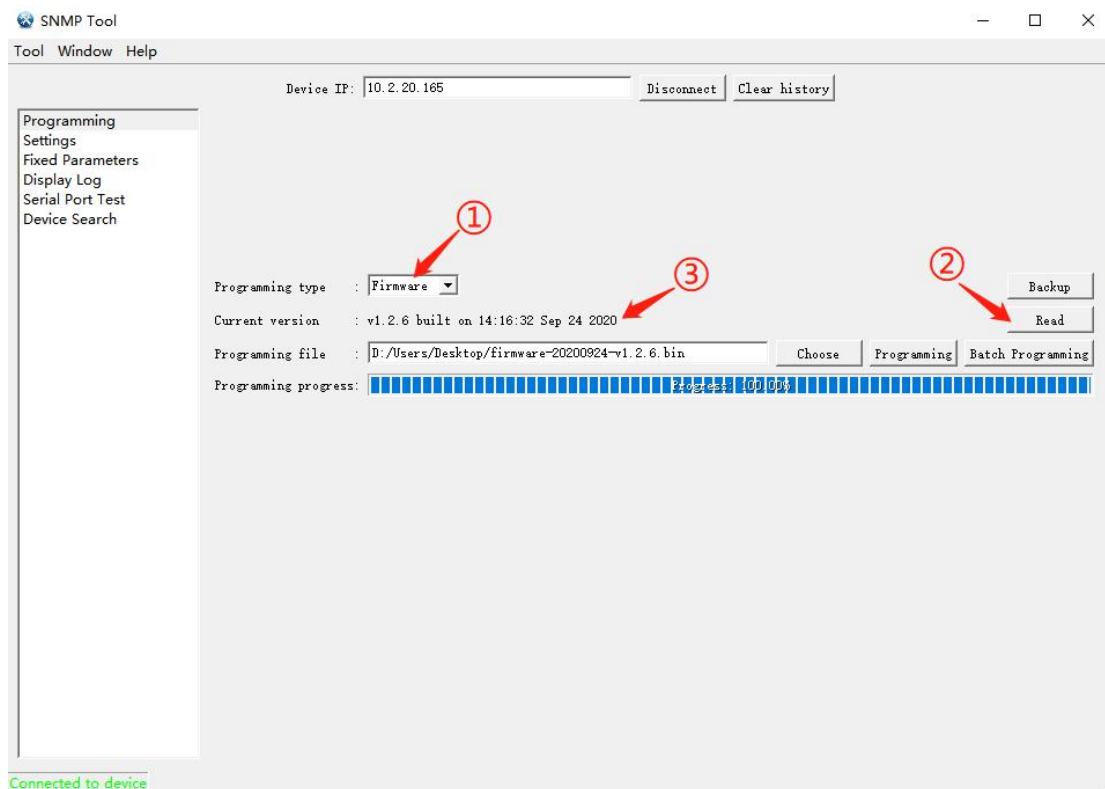 SNMP Tool
Tool Window Help
Device IP: 10.2.20.165 Disconnect Clear history
Programming
Settings
Fixed Parameters
Display Log
Serial Port Test
Device Search
①
③
②
Programming type : Firmware Backup
Current version : v1.2.6 built on 14:16:32 Sep 24 2020 Read
Programming file : D:/Users/Desktop/firmware-20200924-v1.2.6.bin Choose Programming Batch Programming
Programming progress: Progress: 100.00%
Connected to device